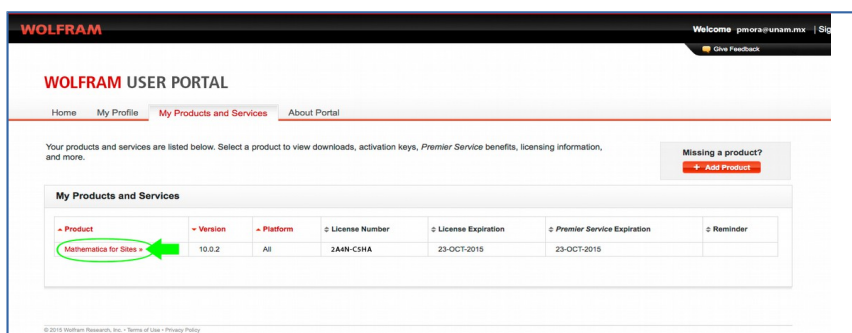 WOLFRAM
Welcome pmora@unam.mx | Sig
Give Feedback
WOLFRAM USER PORTAL
Home My Profile My Products and Services About Portal
Your products and services are listed below. Select a product to view downloads, activation keys, Premier Service benefits, licensing information,
and more.
Missing a product?
+ Add Product
My Products and Services
Product Version Platform License Number License Expiration Premier Service Expiration Reminder
Mathematica for Sites » 10.0.2 All 2A4N-C5HA 23-OCT-2015 23-OCT-2015
© 2015 Wolfram Research, Inc. • Terms of Use • Privacy Policy